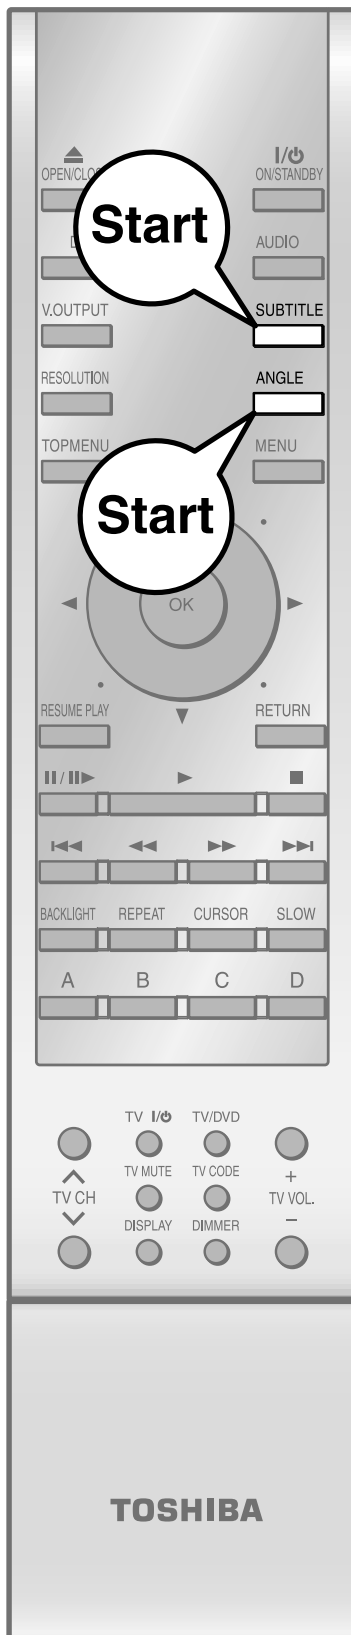 I/⏻
OPEN/CLO ON/STANDBY
Start
AUDIO
V.OUTPUT SUBTITLE
RESOLUTION ANGLE
TOPMENU MENU
Start
OK
RESUME PLAY RETURN
BACKLIGHT REPEAT CURSOR SLOW
A B C D
TV I/⏻ TV/DVD
TV MUTE TV CODE
+
TV CH TV VOL.
−
DISPLAY DIMMER
TOSHIBA